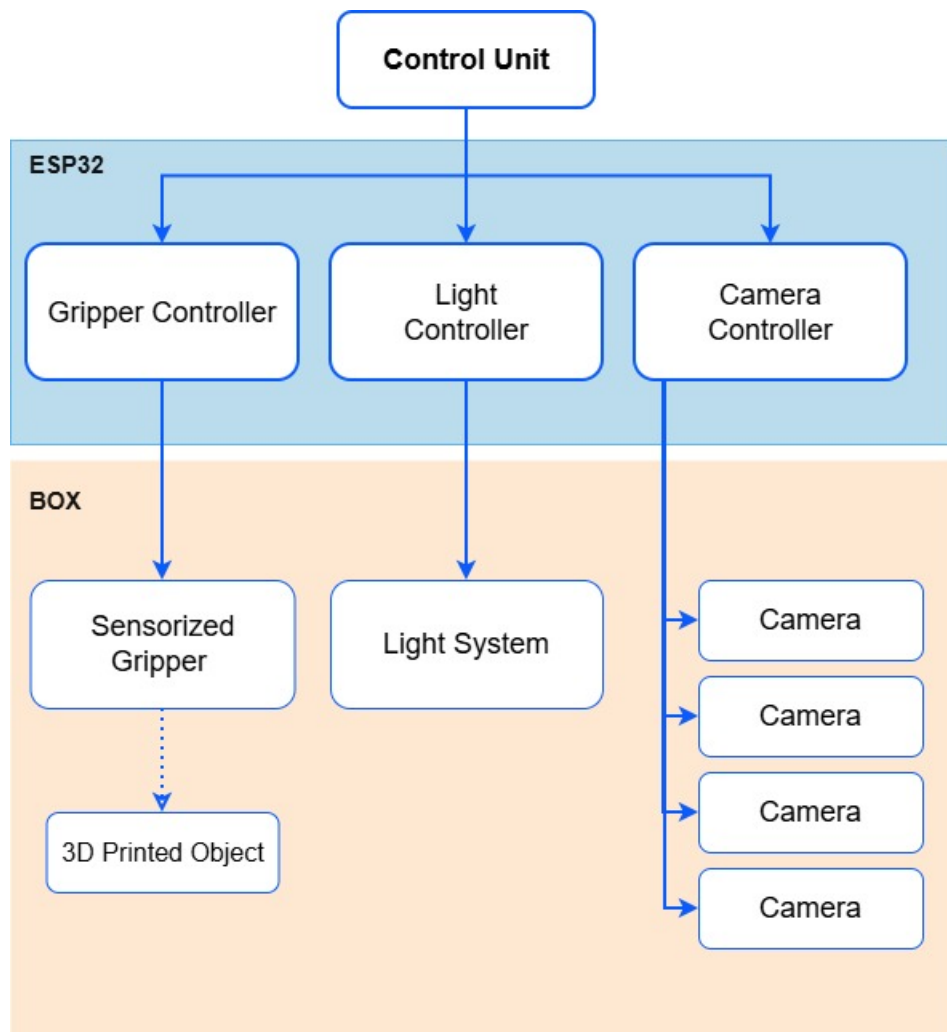 Control Unit
ESP32
Gripper Controller
Light
Controller
Camera
Controller
BOX
Sensorized
Gripper
Light System
Camera
Camera
Camera
Camera
3D Printed Object